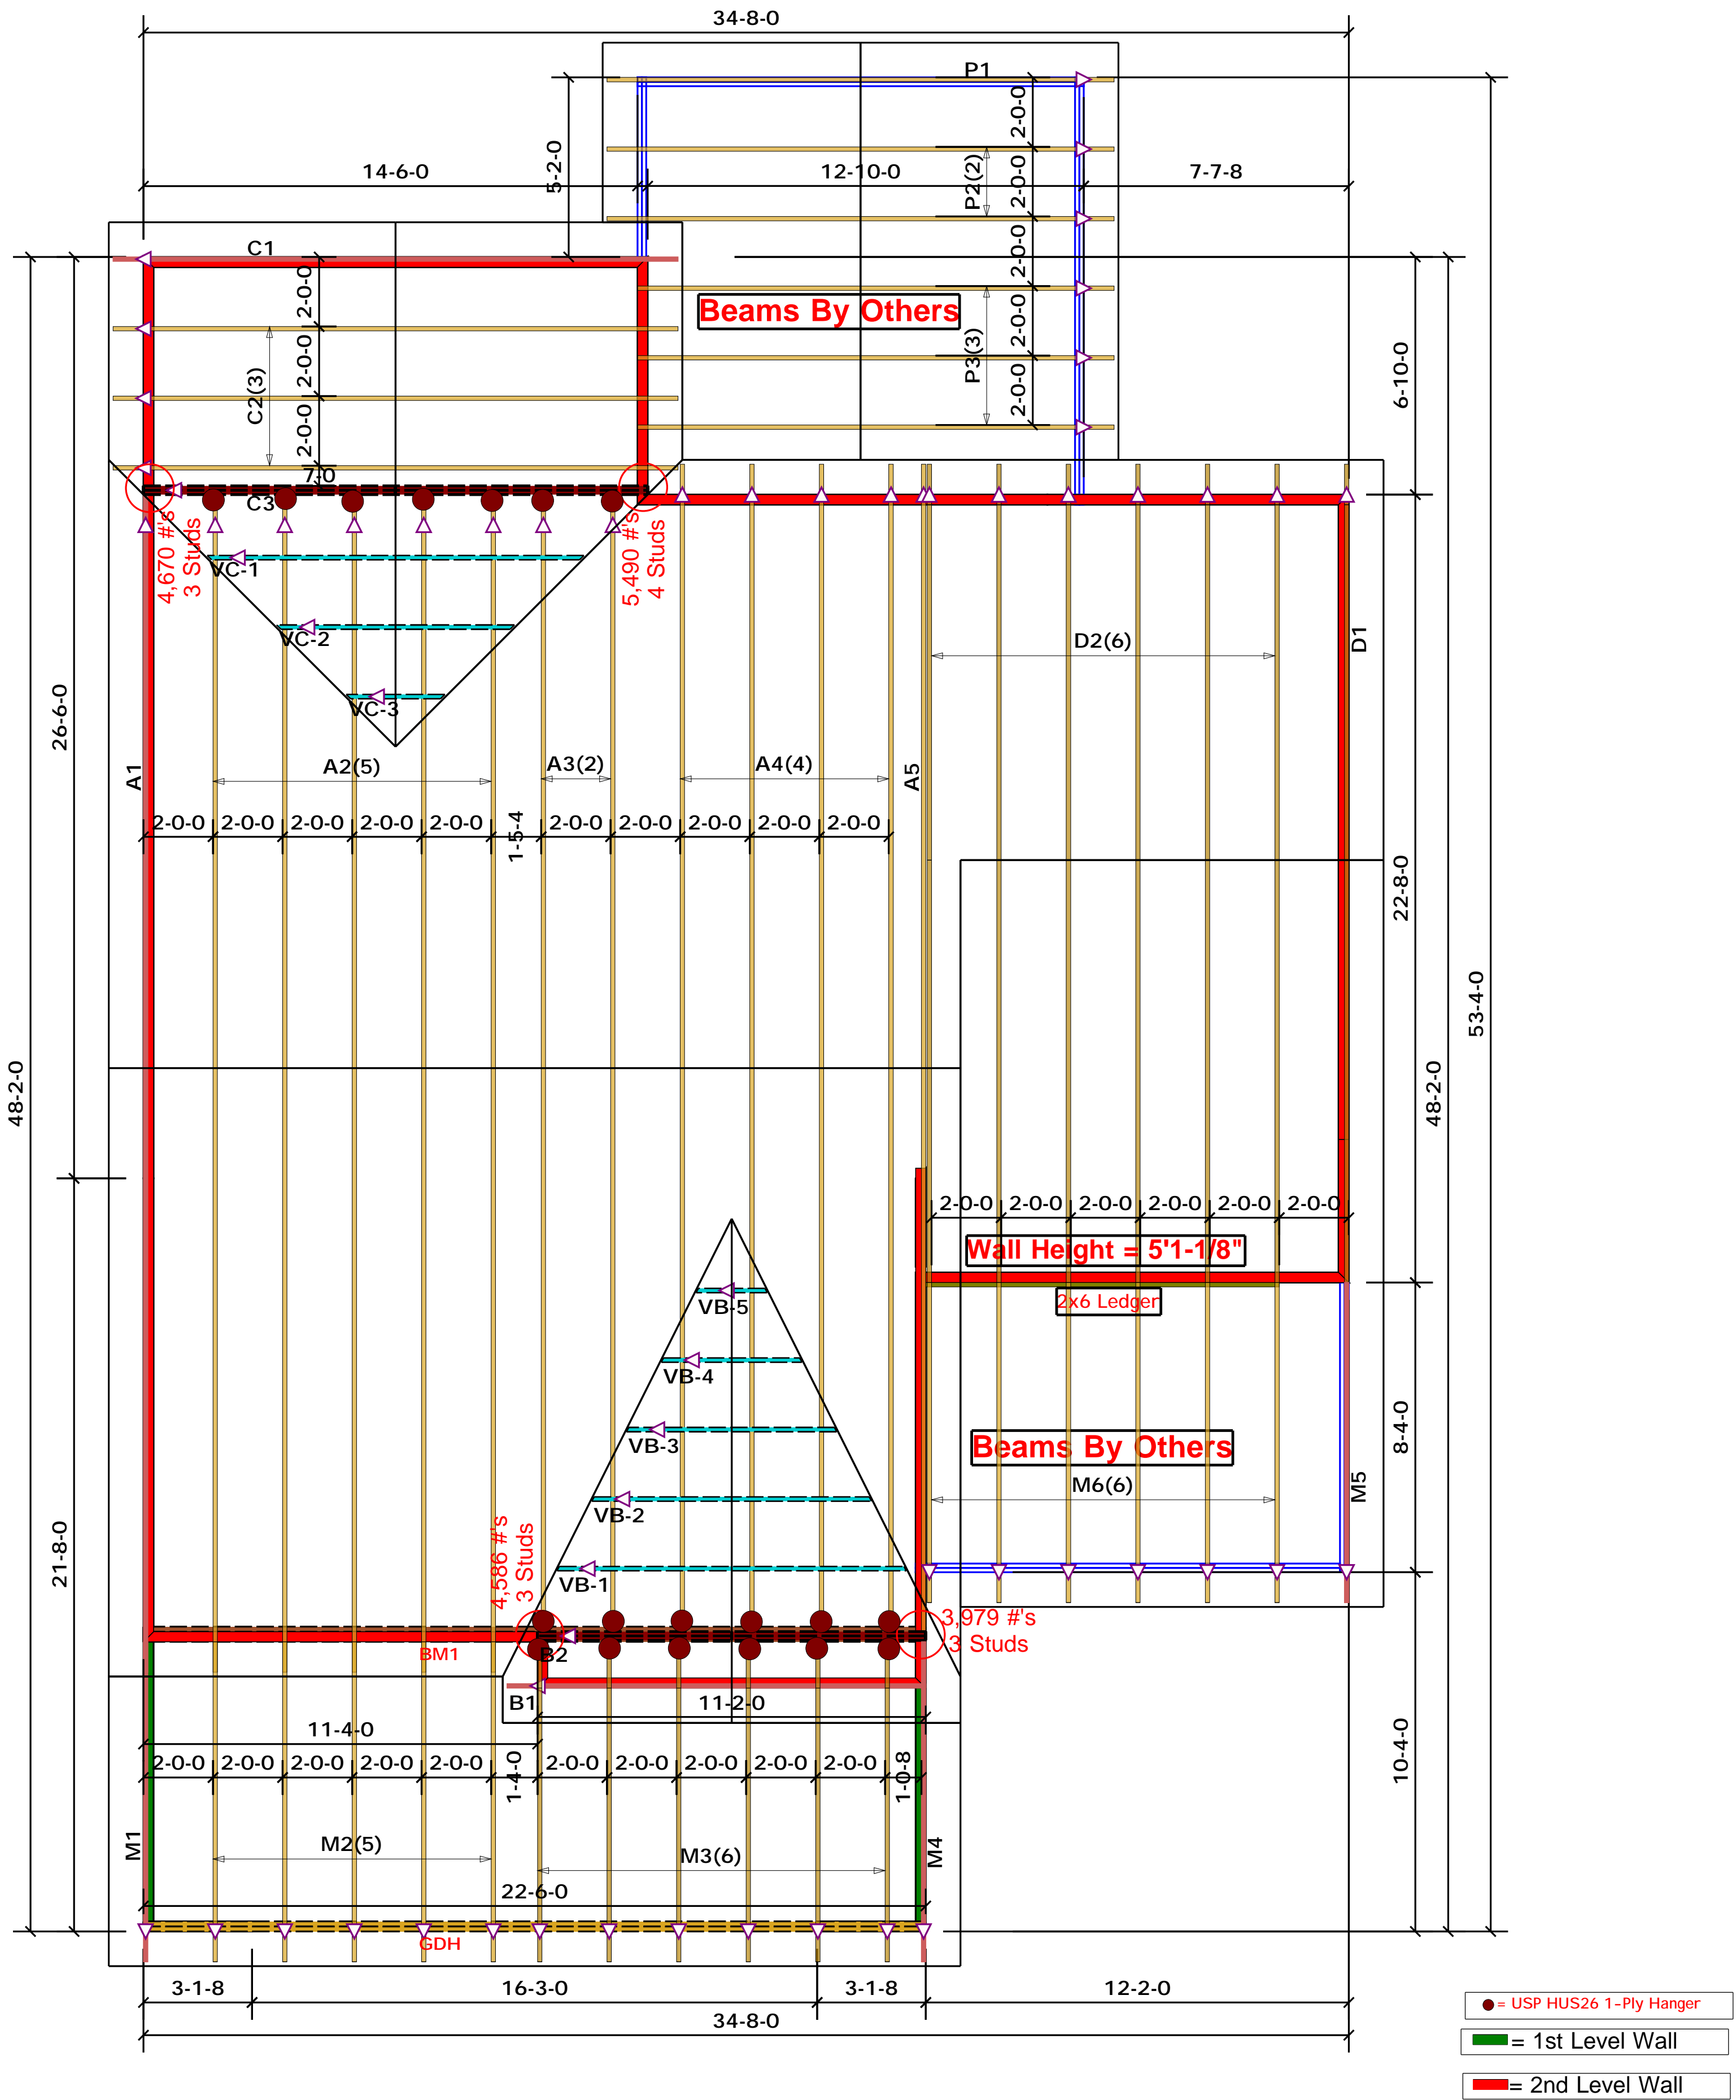 34-8-0
P1
2-0-0
5-2-0
14-6-0
12-10-0
7-7-8
P2(2)
2-0-0
C1
2-0-0
2-0-0
Beams By Others
2-0-0
P3(3)
2-0-0
6-10-0
C2(3)
2-0-0
2-0-0
2-0-0
7-0
C3
4,670 #'s
3 Studs
5,490 #'s
4 Studs
VC-1
VC-2
VC-3
D2(6)
D1
26-6-0
A1
A2(5)
A3(2)
A4(4)
A5
2-0-0 2-0-0 2-0-0 2-0-0 2-0-0 1-5-4 2-0-0 2-0-0 2-0-0 2-0-0 2-0-0
22-8-0
53-4-0
48-2-0
48-2-0
2-0-0 2-0-0 2-0-0 2-0-0 2-0-0 2-0-0
Wall Height = 5'1-1/8"
2x6 Ledger
VB-5
VB-4
VB-3
VB-2
VB-1
Beams By Others
M6(6)
M5
8-4-0
21-8-0
4,586 #'s
3 Studs
3,979 #'s
3 Studs
BM1
B2
B1
11-2-0
11-4-0
2-0-0 2-0-0 2-0-0 2-0-0 2-0-0 1-4-0 2-0-0 2-0-0 2-0-0 2-0-0 2-0-0 1-0-8
10-4-0
M1
M2(5)
M3(6)
M4
22-6-0
GDH
3-1-8
16-3-0
3-1-8
12-2-0
34-8-0
= USP HUS26 1-Ply Hanger
= 1st Level Wall
= 2nd Level Wall